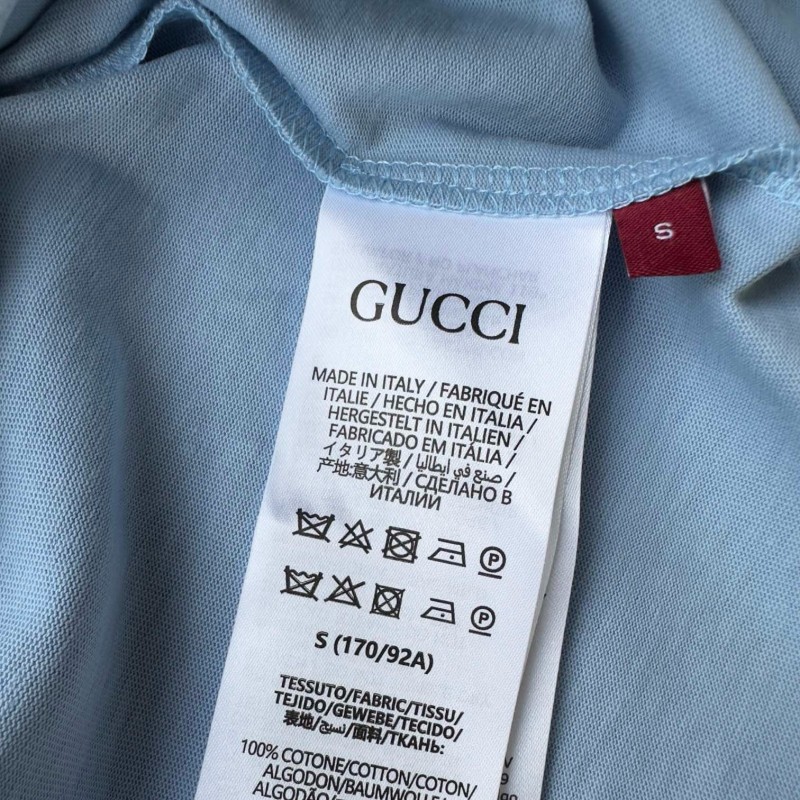 S
GUCCI
MADE IN ITALY / FABRIQUÉ EN
ITALIE / HECHO EN ITALIA /
HERGESTELT IN ITALIEN /
FABRICADO EM ITÁLIA /
イタリア製 / صنع في ايطاليا /
产地:意大利 / СДЕЛАНО В
ИТАЛИИ
P
P
S (170/92A)
TESSUTO/FABRIC/TISSU/
TEJIDO/GEWEBE/TECIDO/
表地/نسيج/面料/ТКАНЬ:
100% COTONE/COTTON/COTON/
ALGODON/BAUMWOLLE/
ALGODÃO/